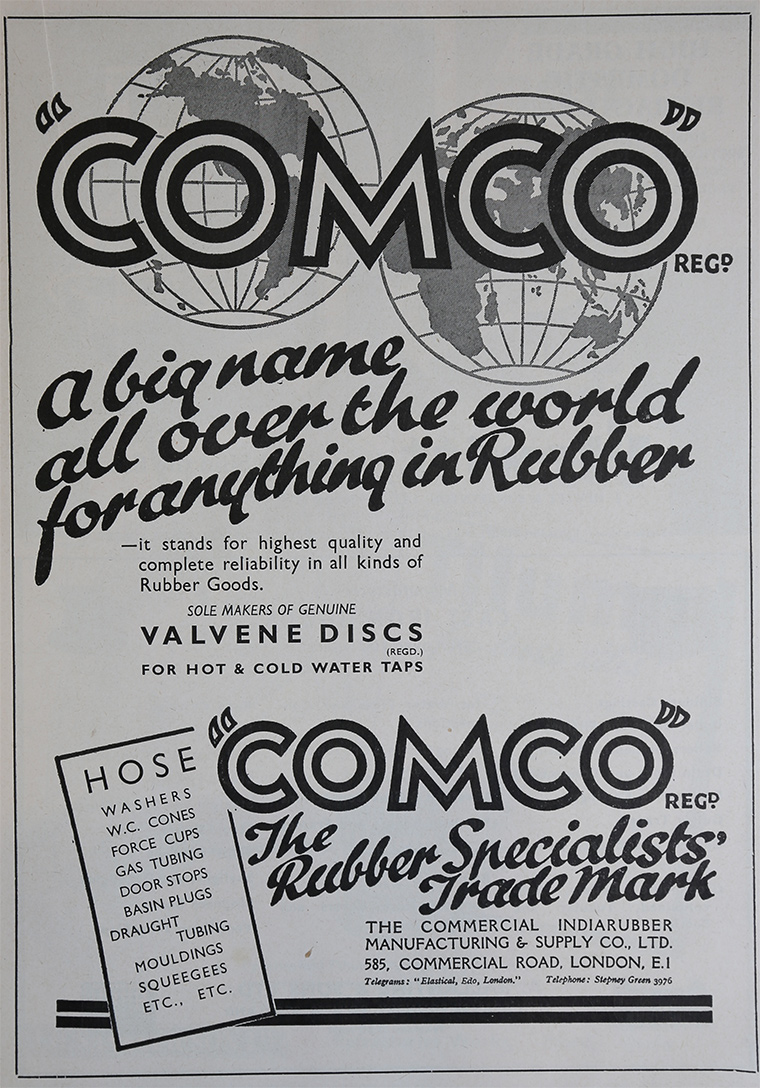 "COMCO"
REGD
A big name
all over the world
for anything in Rubber
—it stands for highest quality and
complete reliability in all kinds of
Rubber Goods.
SOLE MAKERS OF GENUINE
VALVENE DISCS
(REGD.)
FOR HOT & COLD WATER TAPS
"COMCO"
REGD
The
Rubber Specialists'
Trade Mark
HOSE
WASHERS
W.C. CONES
FORCE CUPS
GAS TUBING
DOOR STOPS
BASIN PLUGS
DRAUGHT
TUBING
MOULDINGS
SQUEEGEES
ETC., ETC.
THE COMMERCIAL INDIARUBBER
MANUFACTURING & SUPPLY CO., LTD.
585, COMMERCIAL ROAD, LONDON, E.1
Telegrams: "Elastical, Edo, London." Telephone: Stepney Green 3976